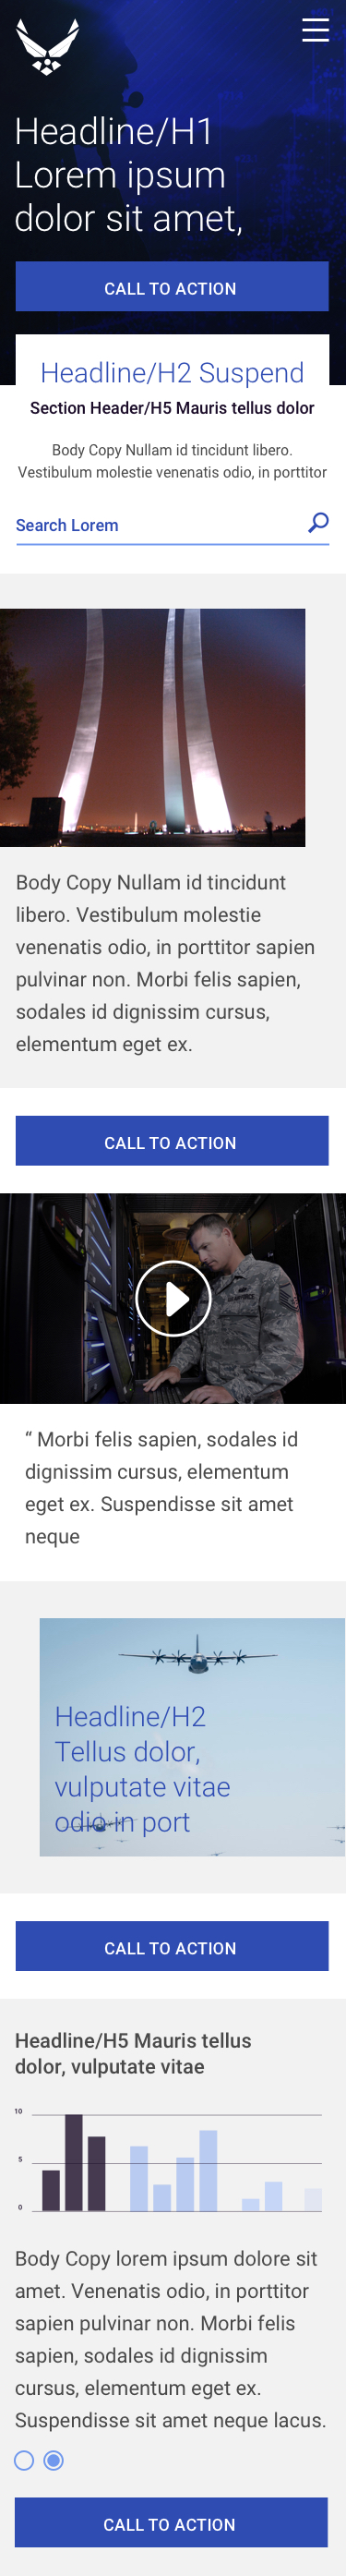 Headline/H1
Lorem ipsum
dolor sit amet,
CALL TO ACTION
Headline/H2 Suspend
Section Header/H5 Mauris tellus dolor
Body Copy Nullam id tincidunt libero.
Vestibulum molestie venenatis odio, in porttitor
Search Lorem
Body Copy Nullam id tincidunt
libero. Vestibulum molestie
venenatis odio, in porttitor sapien
pulvinar non. Morbi felis sapien,
sodales id dignissim cursus,
elementum eget ex.
CALL TO ACTION
“ Morbi felis sapien, sodales id
dignissim cursus, elementum
eget ex. Suspendisse sit amet
neque
Headline/H2
Tellus dolor,
vulputate vitae
odio in port
CALL TO ACTION
Headline/H5 Mauris tellus
dolor, vulputate vitae
10
5
0
Body Copy lorem ipsum dolore sit
amet. Venenatis odio, in porttitor
sapien pulvinar non. Morbi felis
sapien, sodales id dignissim
cursus, elementum eget ex.
Suspendisse sit amet neque lacus.
CALL TO ACTION